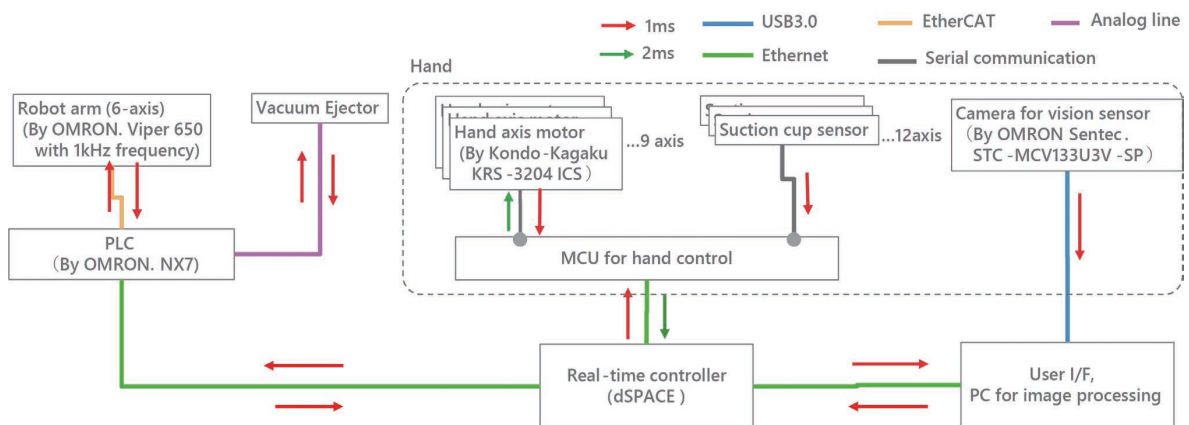 1ms
USB3.0
EtherCAT
Analog line
2ms
Ethernet
Serial communication
Hand
Robot arm (6-axis)
(By OMRON. Viper 650
with 1kHz frequency)
Vacuum Ejector
Hand axis motor
(By Kondo-Kagaku
KRS-3204 ICS)
...9 axis
Suction cup sensor
...12axis
Camera for vision sensor
(By OMRON Sentec.
STC-MCV133U3V-SP)
PLC
(By OMRON. NX7)
MCU for hand control
Real-time controller
(dSPACE)
User I/F,
PC for image processing